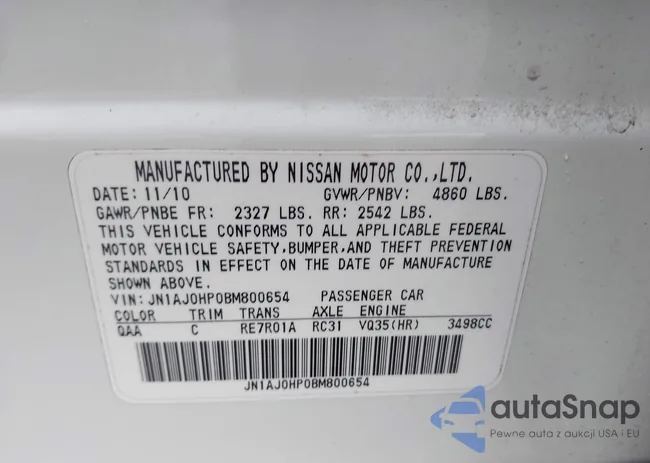 MANUFACTURED BY NISSAN MOTOR CO.,LTD.
DATE: 11/10 GVWR/PNBV: 4860 LBS.
GAWR/PNBE FR: 2327 LBS. RR: 2542 LBS.
THIS VEHICLE CONFORMS TO ALL APPLICABLE FEDERAL
MOTOR VEHICLE SAFETY,BUMPER,AND THEFT PREVENTION
STANDARDS IN EFFECT ON THE DATE OF MANUFACTURE
SHOWN ABOVE.
VIN: JN1AJ0HP0BM800654 PASSENGER CAR
COLOR TRIM TRANS AXLE ENGINE
QAA C RE7R01A RC31 VQ35(HR) 3498CC
JN1AJ0HP0BM800654
autaSnap
Pewne auta z aukcji USA i EU